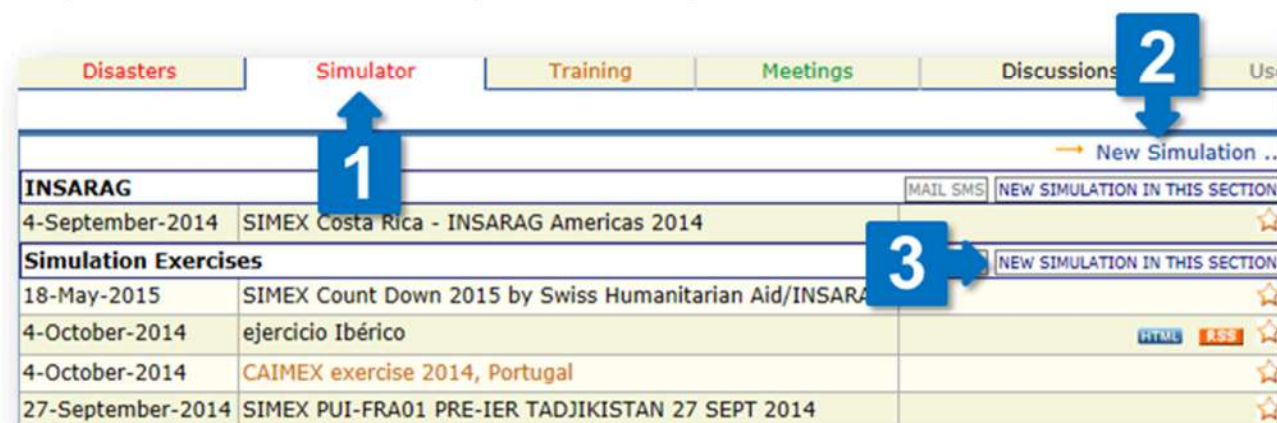 Disasters Simulator Training Meetings Discussions
2
1
New Simulation ..
INSARAG MAIL SMS NEW SIMULATION IN THIS SECTION
4-September-2014 SIMEX Costa Rica - INSARAG Americas 2014
3
Simulation Exercises NEW SIMULATION IN THIS SECTION
18-May-2015 SIMEX Count Down 2015 by Swiss Humanitarian Aid/INSARA
4-October-2014 ejercicio Ibérico HTML RSS
4-October-2014 CAIMEX exercise 2014, Portugal
27-September-2014 SIMEX PUI-FRA01 PRE-IER TADJIKISTAN 27 SEPT 2014